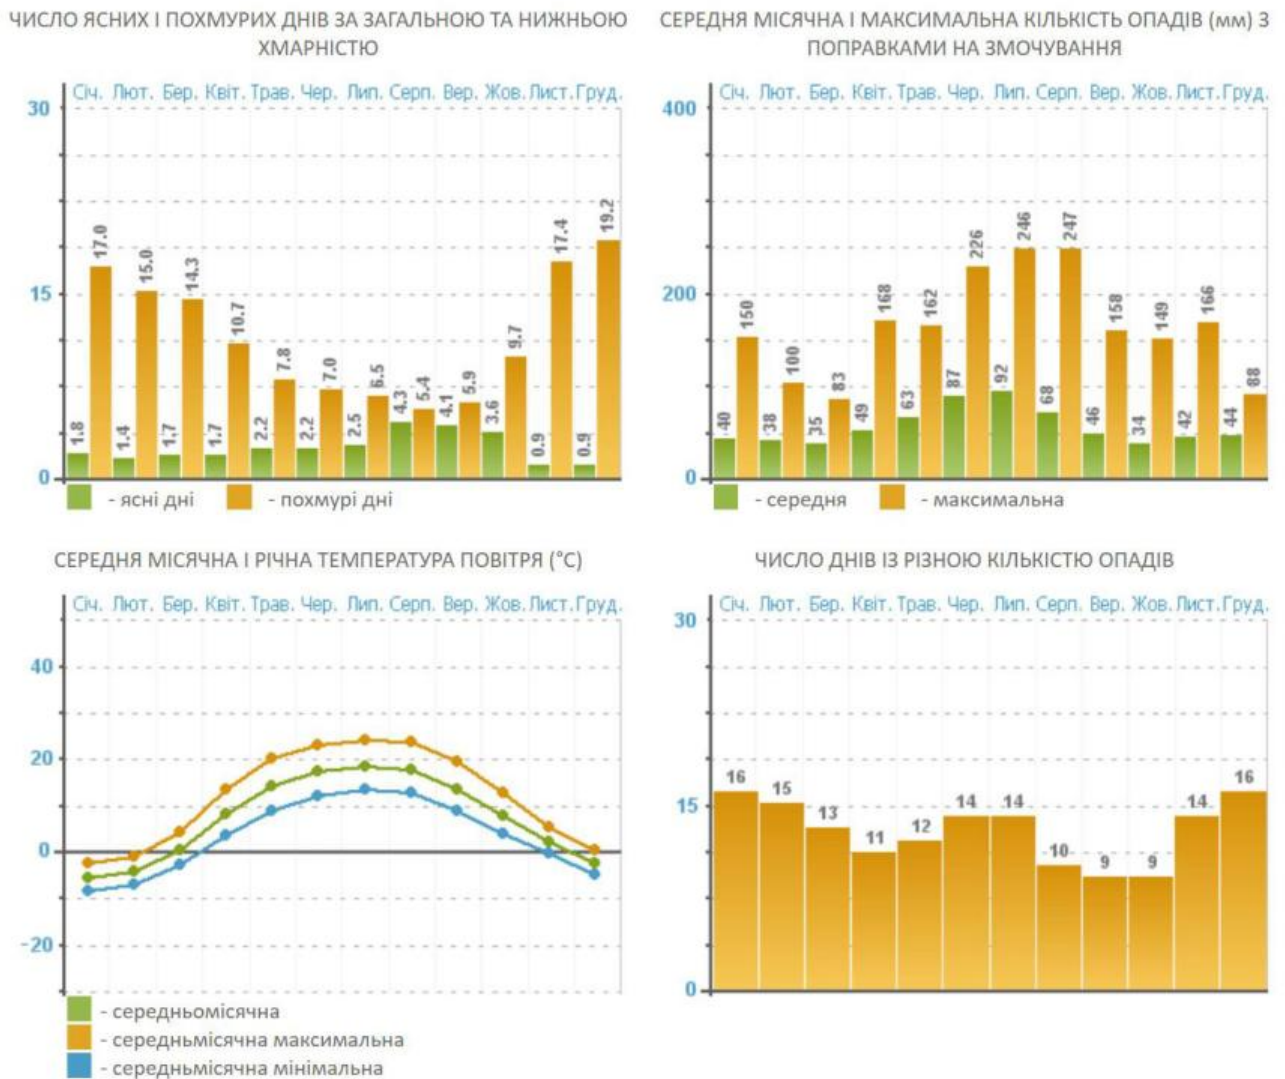 ЧИСЛО ЯСНИХ І ПОХМУРИХ ДНІВ ЗА ЗАГАЛЬНОЮ ТА НИЖНЬОЮ
ХМАРНІСТЮ
Січ. Лют. Бер. Квіт. Трав. Чер. Лип. Серп. Вер. Жов. Лист. Груд.
30
15
0
1.8 17.0 1.4 15.0 1.7 14.3 1.7 10.7 2.2 7.8 2.2 7.0 2.5 6.5 4.3 5.4 4.1 5.9 3.6 9.7 0.9 17.4 0.9 19.2
- ясні дні - похмурі дні
СЕРЕДНЯ МІСЯЧНА І МАКСИМАЛЬНА КІЛЬКІСТЬ ОПАДІВ (мм) З
ПОПРАВКАМИ НА ЗМОЧУВАННЯ
Січ. Лют. Бер. Квіт. Трав. Чер. Лип. Серп. Вер. Жов. Лист. Груд.
400
200
0
40 150 38 100 35 83 49 168 63 162 87 226 92 246 68 247 46 158 34 149 42 166 44 88
- середня - максимальна
СЕРЕДНЯ МІСЯЧНА І РІЧНА ТЕМПЕРАТУРА ПОВІТРЯ (°C)
Січ. Лют. Бер. Квіт. Трав. Чер. Лип. Серп. Вер. Жов. Лист. Груд.
40
20
0
-20
- середньомісячна
- середньмісячна максимальна
- середньмісячна мінімальна
ЧИСЛО ДНІВ ІЗ РІЗНОЮ КІЛЬКІСТЮ ОПАДІВ
Січ. Лют. Бер. Квіт. Трав. Чер. Лип. Серп. Вер. Жов. Лист. Груд.
30
15
0
16 15 13 11 12 14 14 10 9 9 14 16